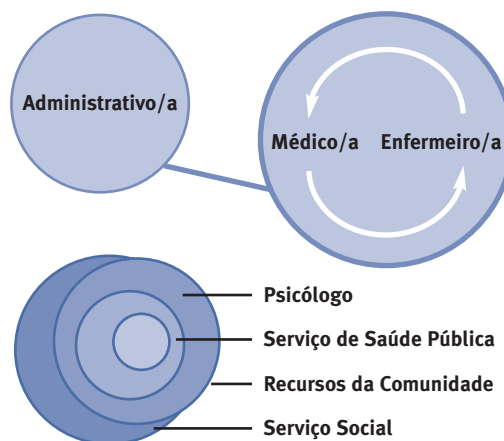 Administrativo/a
Médico/a Enfermeiro/a
Psicólogo
Serviço de Saúde Pública
Recursos da Comunidade
Serviço Social